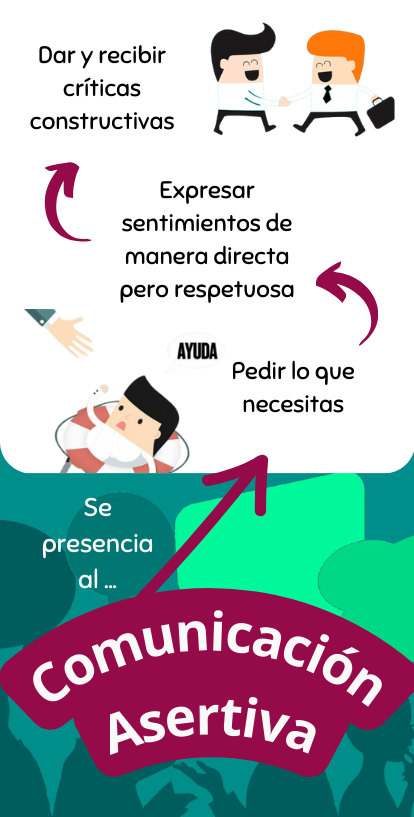 Dar y recibir
críticas
constructivas
Expresar
sentimientos de
manera directa
pero respetuosa
AYUDA
Pedir lo que
necesitas
Se
presencia
al ...
Comunicación
Asertiva